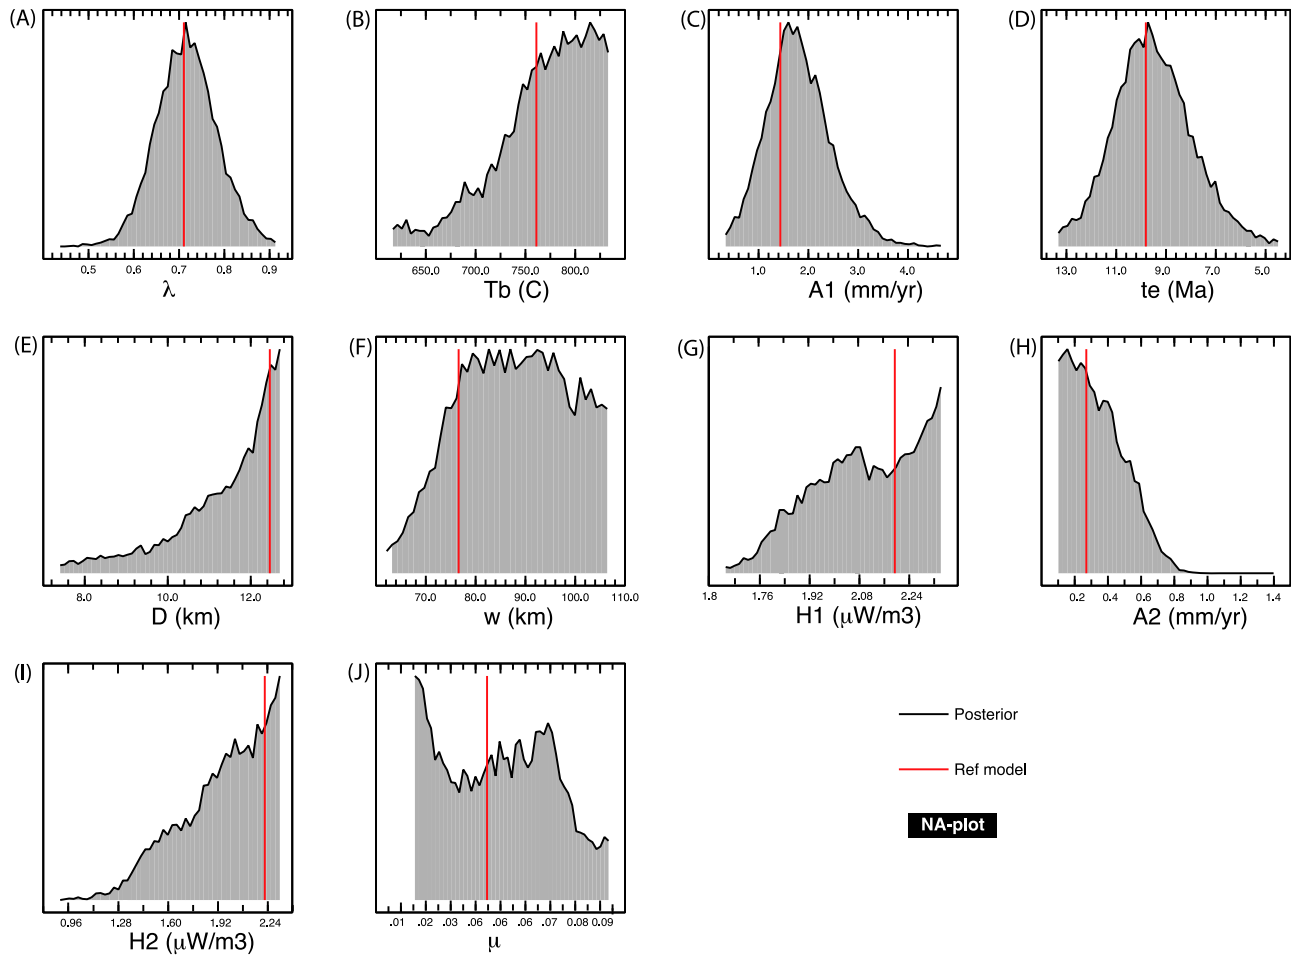 (A)
0.5 0.6 0.7 0.8 0.9
λ
(B)
650.0 700.0 750.0 800.0
Tb (C)
(C)
1.0 2.0 3.0 4.0
A1 (mm/yr)
(D)
13.0 11.0 9.0 7.0 5.0
te (Ma)
(E)
8.0 10.0 12.0
D (km)
(F)
70.0 80.0 90.0 100.0 110.0
w (km)
(G)
1.8 1.76 1.92 2.08 2.24
H1 (μW/m3)
(H)
0.2 0.4 0.6 0.8 1.0 1.2 1.4
A2 (mm/yr)
(I)
0.96 1.28 1.60 1.92 2.24
H2 (μW/m3)
(J)
.01 .02 .03 .06 .06 .06 .07 .08 0.09
μ
Posterior
Ref model
NA-plot